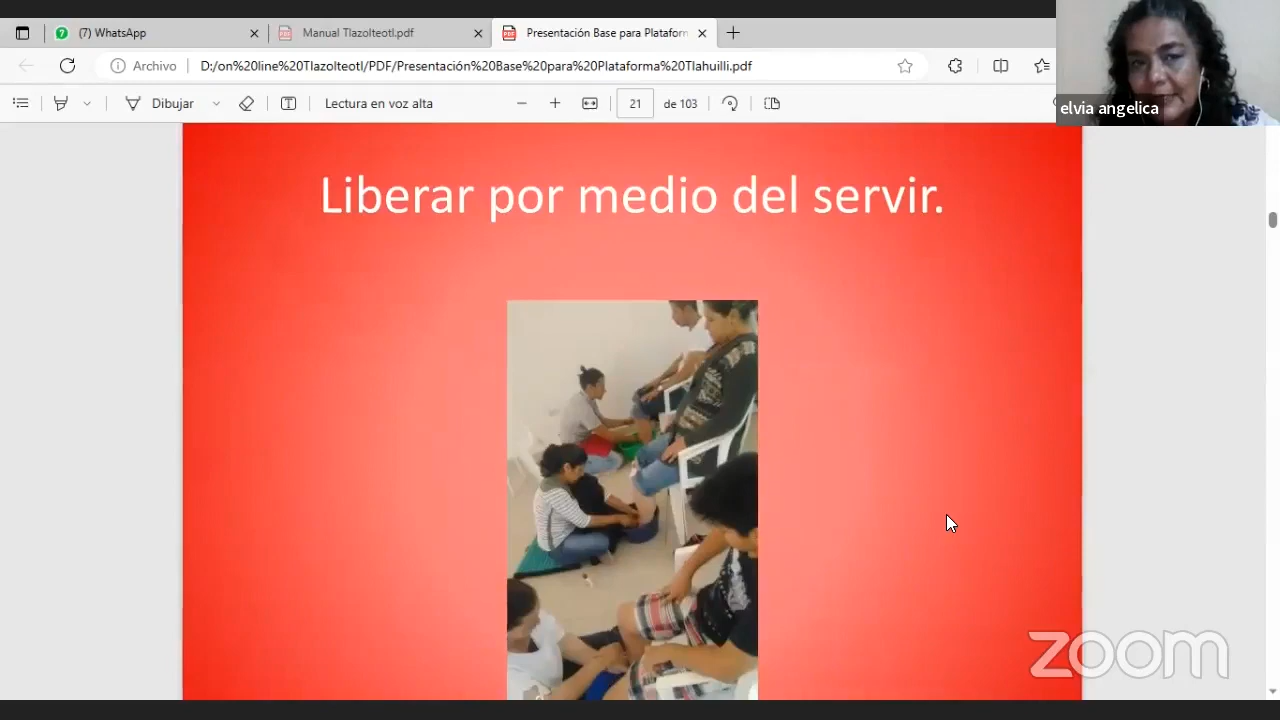 (7) WhatsApp
Manual Tlazolteotl.pdf
Presentación Base para Platafor
Archivo
D:/on%20line%20Tlazolteotl/PDF/Presentación%20Base%20para%20Plataforma%20Tlahuilli.pdf
Dibujar
Lectura en voz alta
21
de 103
elvia angelica
Liberar por medio del servir.
zoom